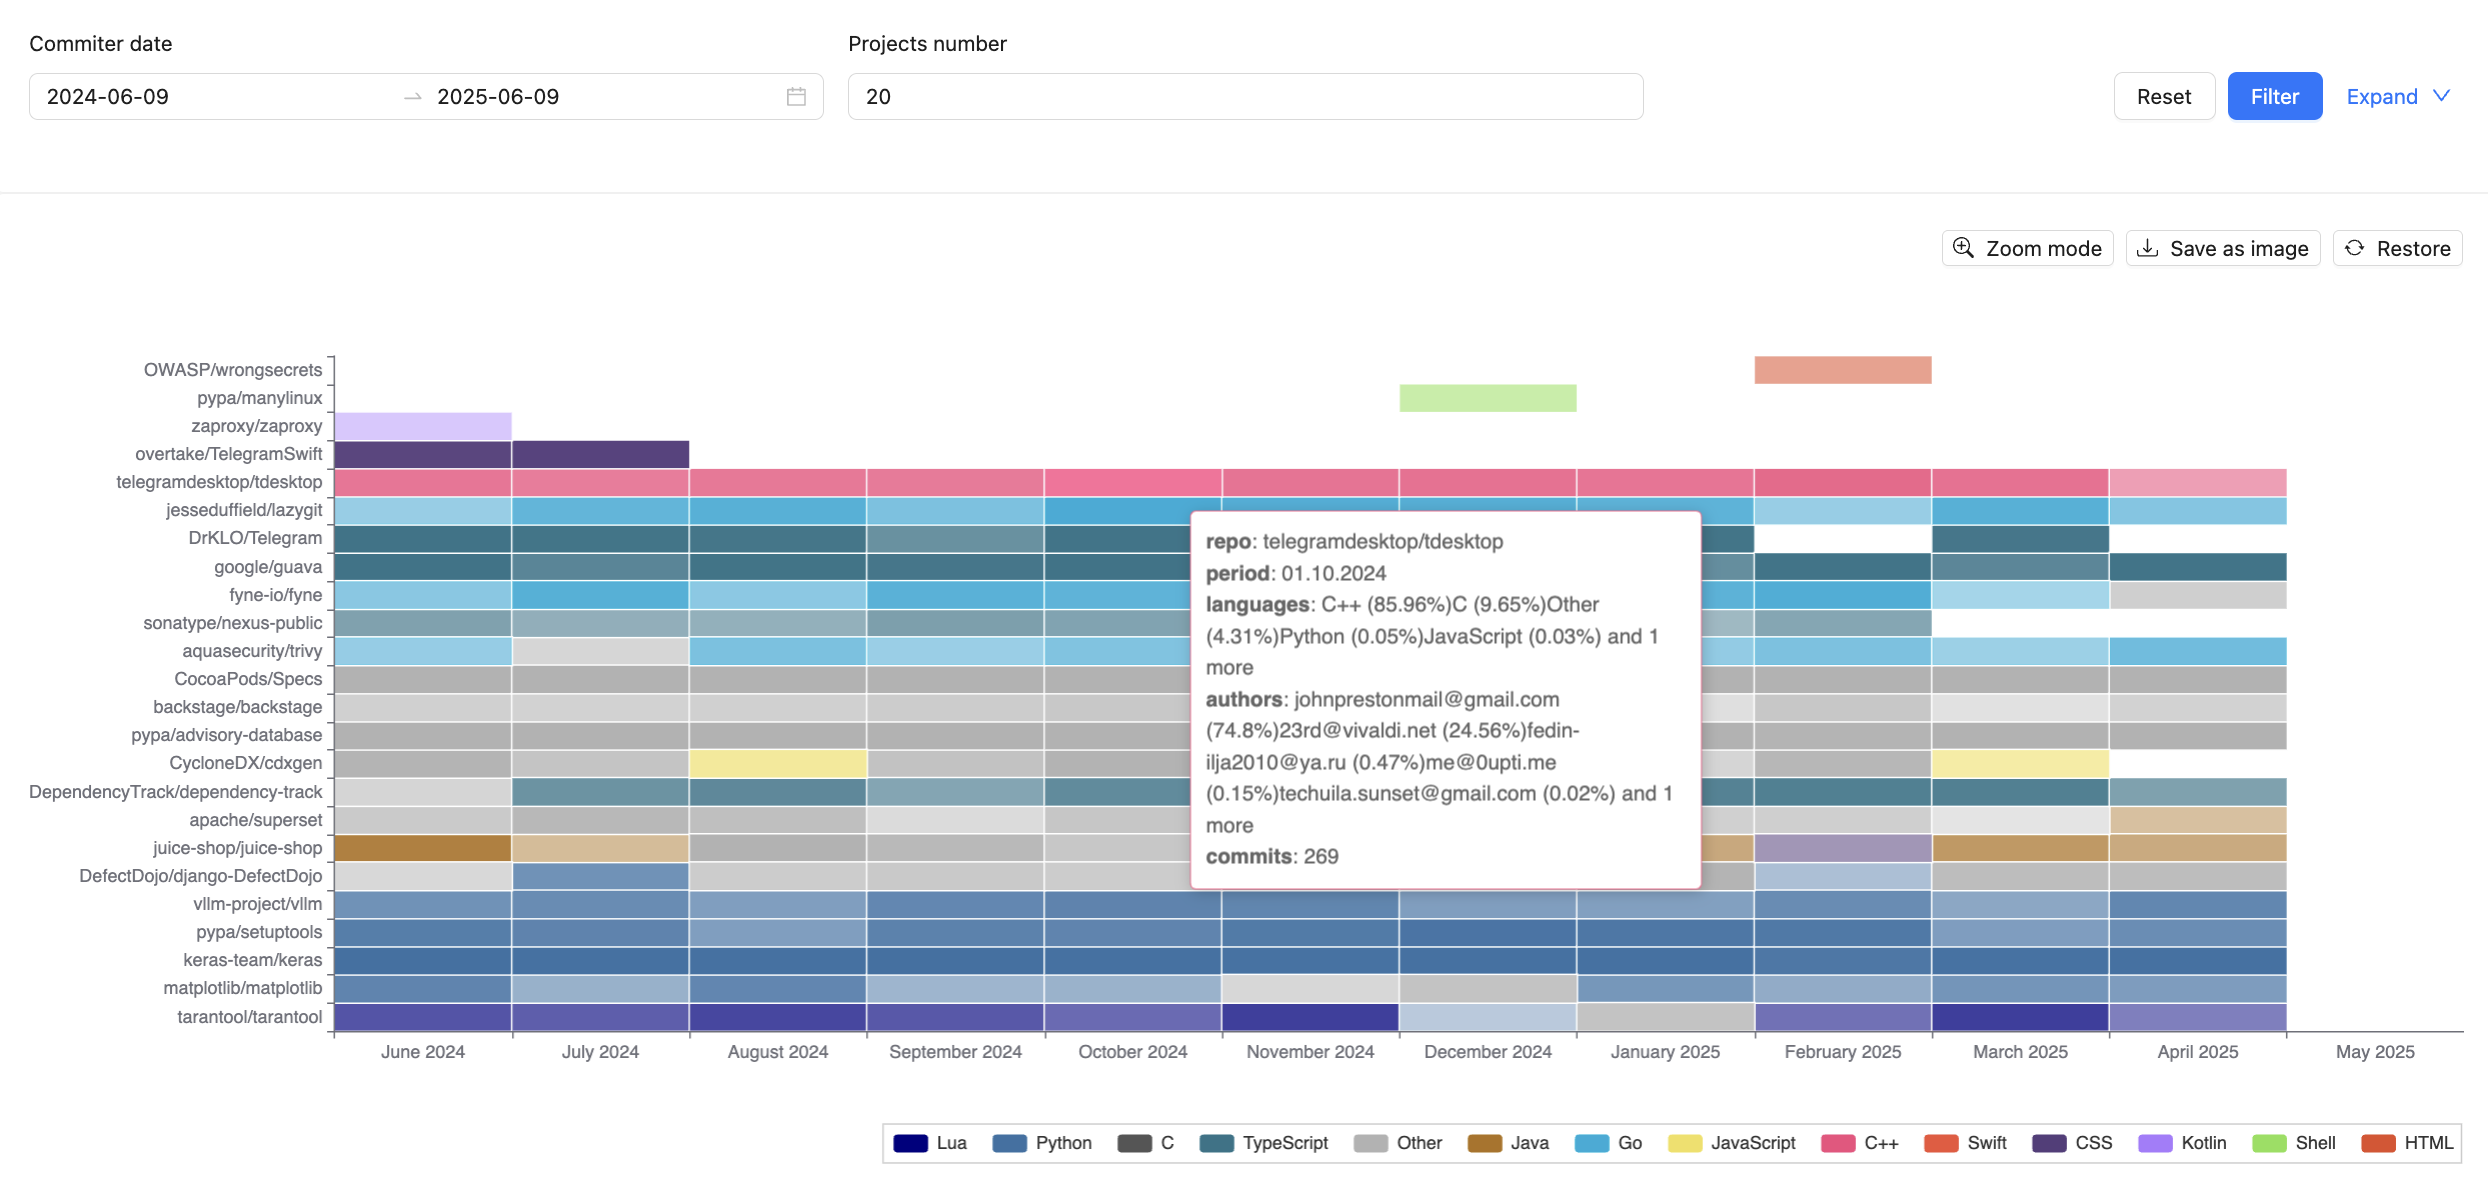 Commiter date
Projects number
2024-06-09 → 2025-06-09
20
Reset
Filter
Expand
Zoom mode
Save as image
Restore
OWASP/wrongsecrets
pypa/manylinux
zaproxy/zaproxy
overtake/TelegramSwift
telegramdesktop/tdesktop
jesseduffield/lazygit
DrKLO/Telegram
google/guava
fyne-io/fyne
sonatype/nexus-public
aquasecurity/trivy
CocoaPods/Specs
backstage/backstage
pypa/advisory-database
CycloneDX/cdxgen
DependencyTrack/dependency-track
apache/superset
juice-shop/juice-shop
DefectDojo/django-DefectDojo
vllm-project/vllm
pypa/setuptools
keras-team/keras
matplotlib/matplotlib
tarantool/tarantool
repo: telegramdesktop/tdesktop
period: 01.10.2024
languages: C++ (85.96%)C (9.65%)Other
(4.31%)Python (0.05%)JavaScript (0.03%) and 1
more
authors: johnprestonmail@gmail.com
(74.8%)23rd@vivaldi.net (24.56%)fedin-
ilja2010@ya.ru (0.47%)me@0upti.me
(0.15%)techuila.sunset@gmail.com (0.02%) and 1
more
commits: 269
June 2024
July 2024
August 2024
September 2024
October 2024
November 2024
December 2024
January 2025
February 2025
March 2025
April 2025
May 2025
Lua
Python
C
TypeScript
Other
Java
Go
JavaScript
C++
Swift
CSS
Kotlin
Shell
HTML